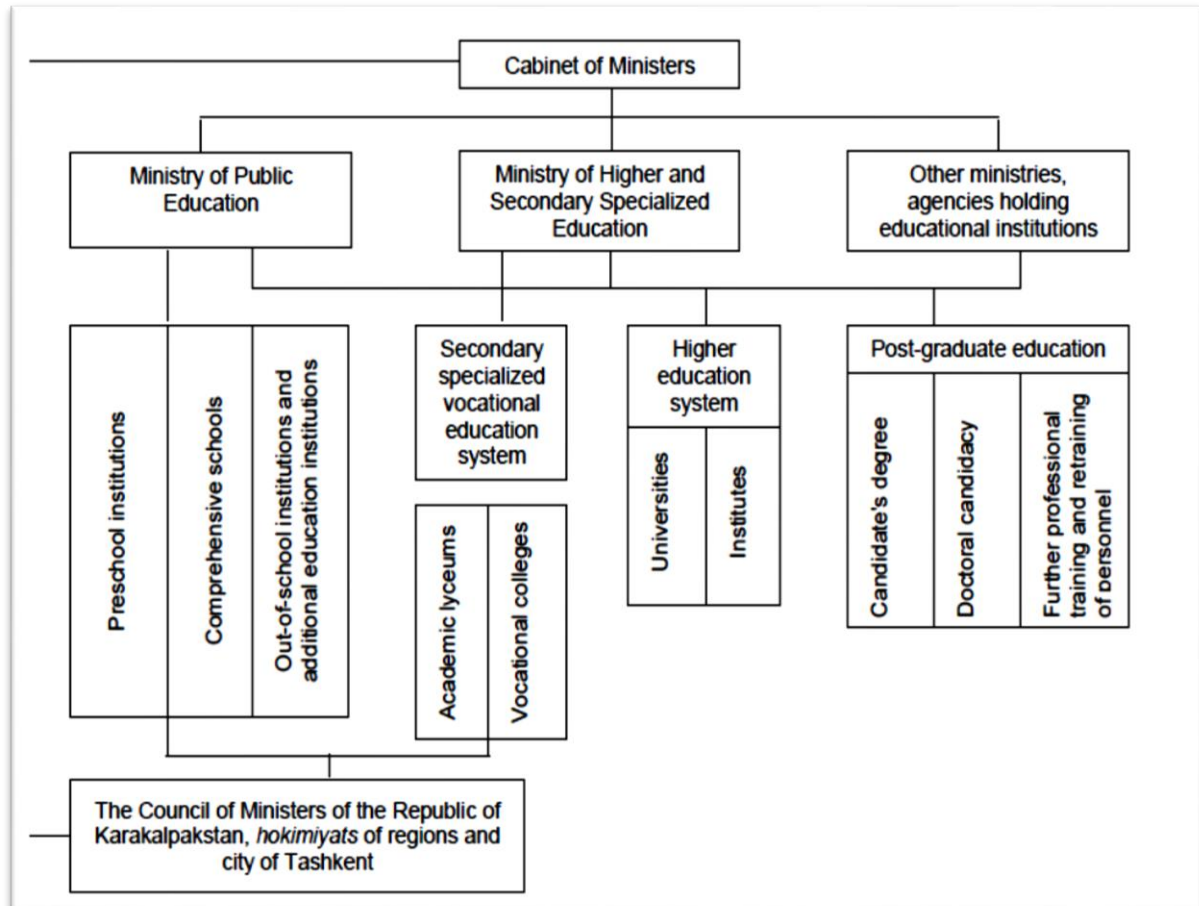 Cabinet of Ministers
Ministry of Public
Education
Ministry of Higher and
Secondary Specialized
Education
Other ministries,
agencies holding
educational institutions
Preschool institutions
Comprehensive schools
Out-of-school institutions and
additional education institutions
Secondary
specialized
vocational
education
system
Academic lyceums
Vocational colleges
Higher
education
system
Universities
Institutes
Post-graduate education
Candidate's degree
Doctoral candidacy
Further professional
training and retraining
of personnel
The Council of Ministers of the Republic of
Karakalpakstan, hokimiyats of regions and
city of Tashkent